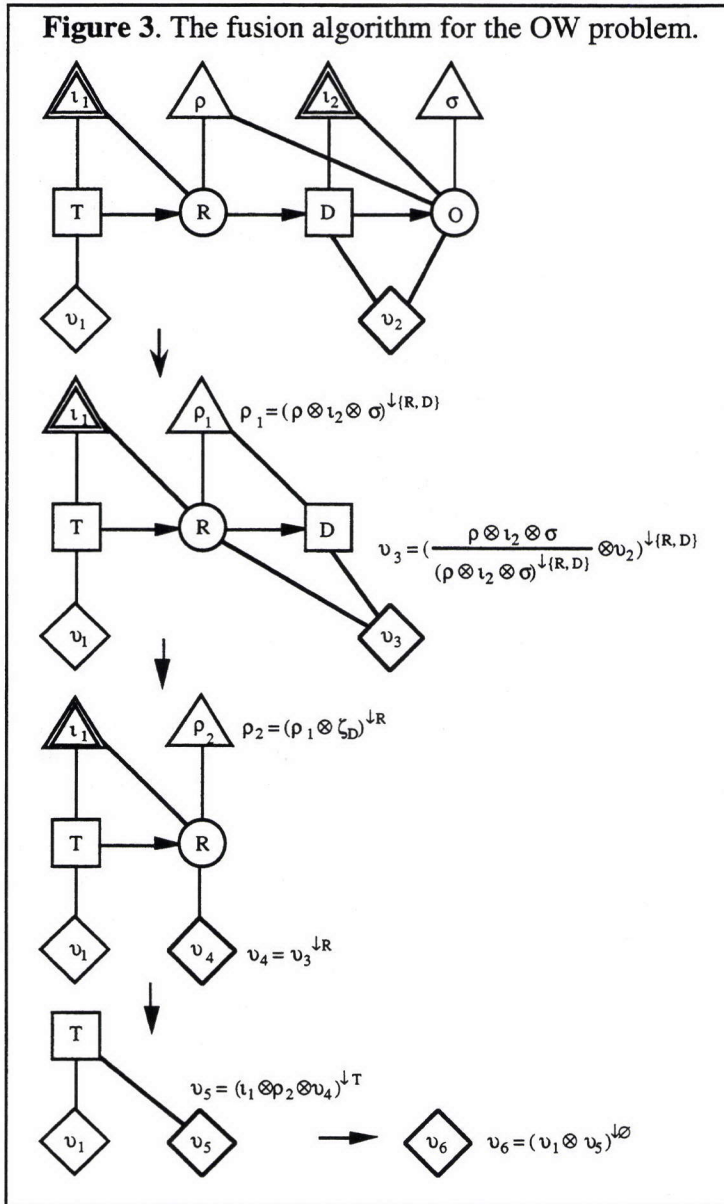 Figure 3. The fusion algorithm for the OW problem.
ι₁ ρ ι₂ σ
T R D O
υ₁ υ₂
ι₁ ρ₁ ρ₁=(ρ⊗ι₂⊗σ)↓{R,D}
T R D
υ₃=( ρ⊗ι₂⊗σ / (ρ⊗ι₂⊗σ)↓{R,D} ⊗υ₂)↓{R,D}
υ₁ υ₃
ι₁ ρ₂ ρ₂=(ρ₁⊗ζ_D)↓R
T R
υ₁ υ₄ υ₄=υ₃↓R
T
υ₅=(ι₁⊗ρ₂⊗υ₄)↓T
υ₁ υ₅ υ₆ υ₆=(υ₁⊗υ₅)↓∅